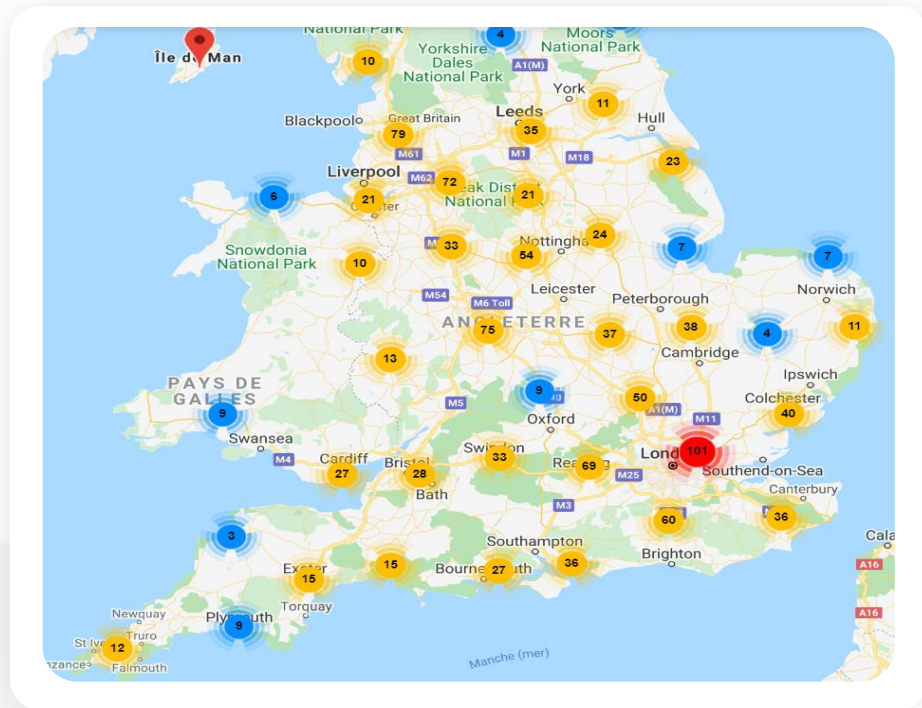 National Park
4
Moors
National Park
Île de Man
10
Yorkshire
Dales
National Park
A1(M)
York
11
Blackpool
Great Britain
Leeds
Hull
79
35
M61
M1
M18
23
Liverpool
M62
72
Peak District
National
21
6
21
Chester
Snowdonia
National Park
10
33
Nottingha
24
54
7
7
M54
M6 Toll
Leicester
Peterborough
Norwich
ANGLETERRE
75
37
38
4
11
Cambridge
13
PAYS DE
GALLES
9
M5
9
Oxford
50
A1(M)
M11
Ipswich
Colchester
40
Swansea
M4
Cardiff
27
Bristol
28
Bath
Swindon
33
Reading
69
M25
London
101
Southend-on-Sea
Canterbury
M3
60
36
3
Southampton
Brighton
Cala
Exeter
15
15
Bournemouth
27
36
A16
Torquay
Newquay
Plymouth
9
A16
St Ive
Truro
12
nzance
Falmouth
Manche (mer)